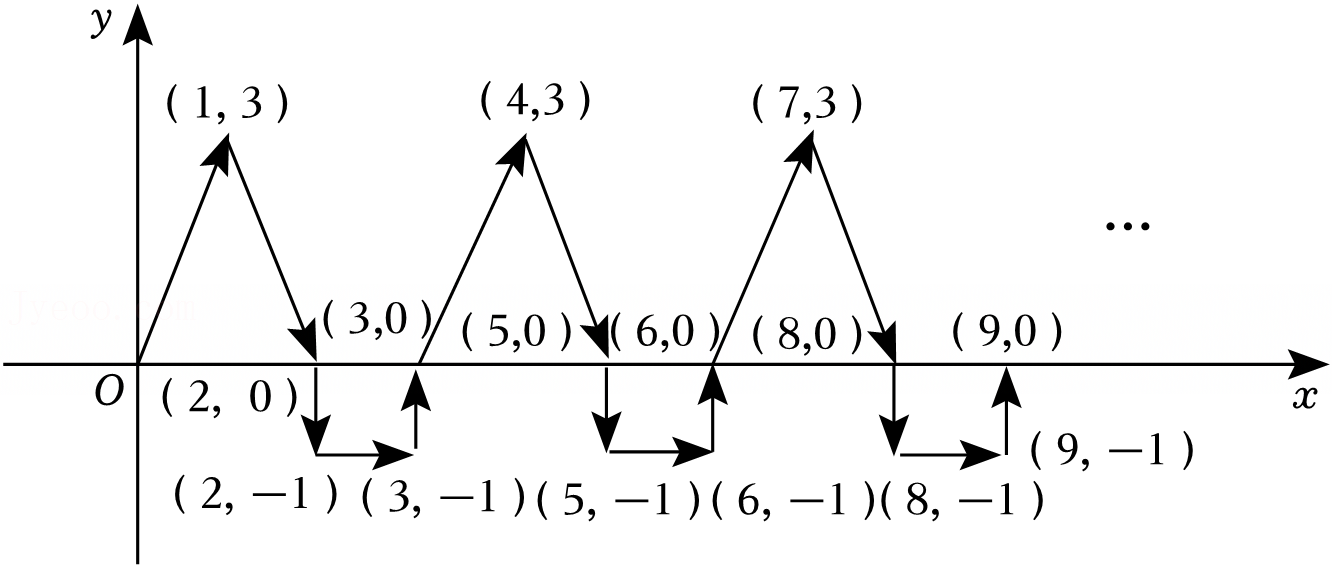 y
( 1, 3 ) ( 4,3 ) ( 7,3 )
...
( 3,0 ) ( 5,0 ) ( 6,0 ) ( 8,0 ) ( 9,0 )
O ( 2, 0 ) x
( 2, −1 ) ( 3, −1 ) ( 5, −1 ) ( 6, −1 ) ( 8, −1 ) ( 9, −1 )